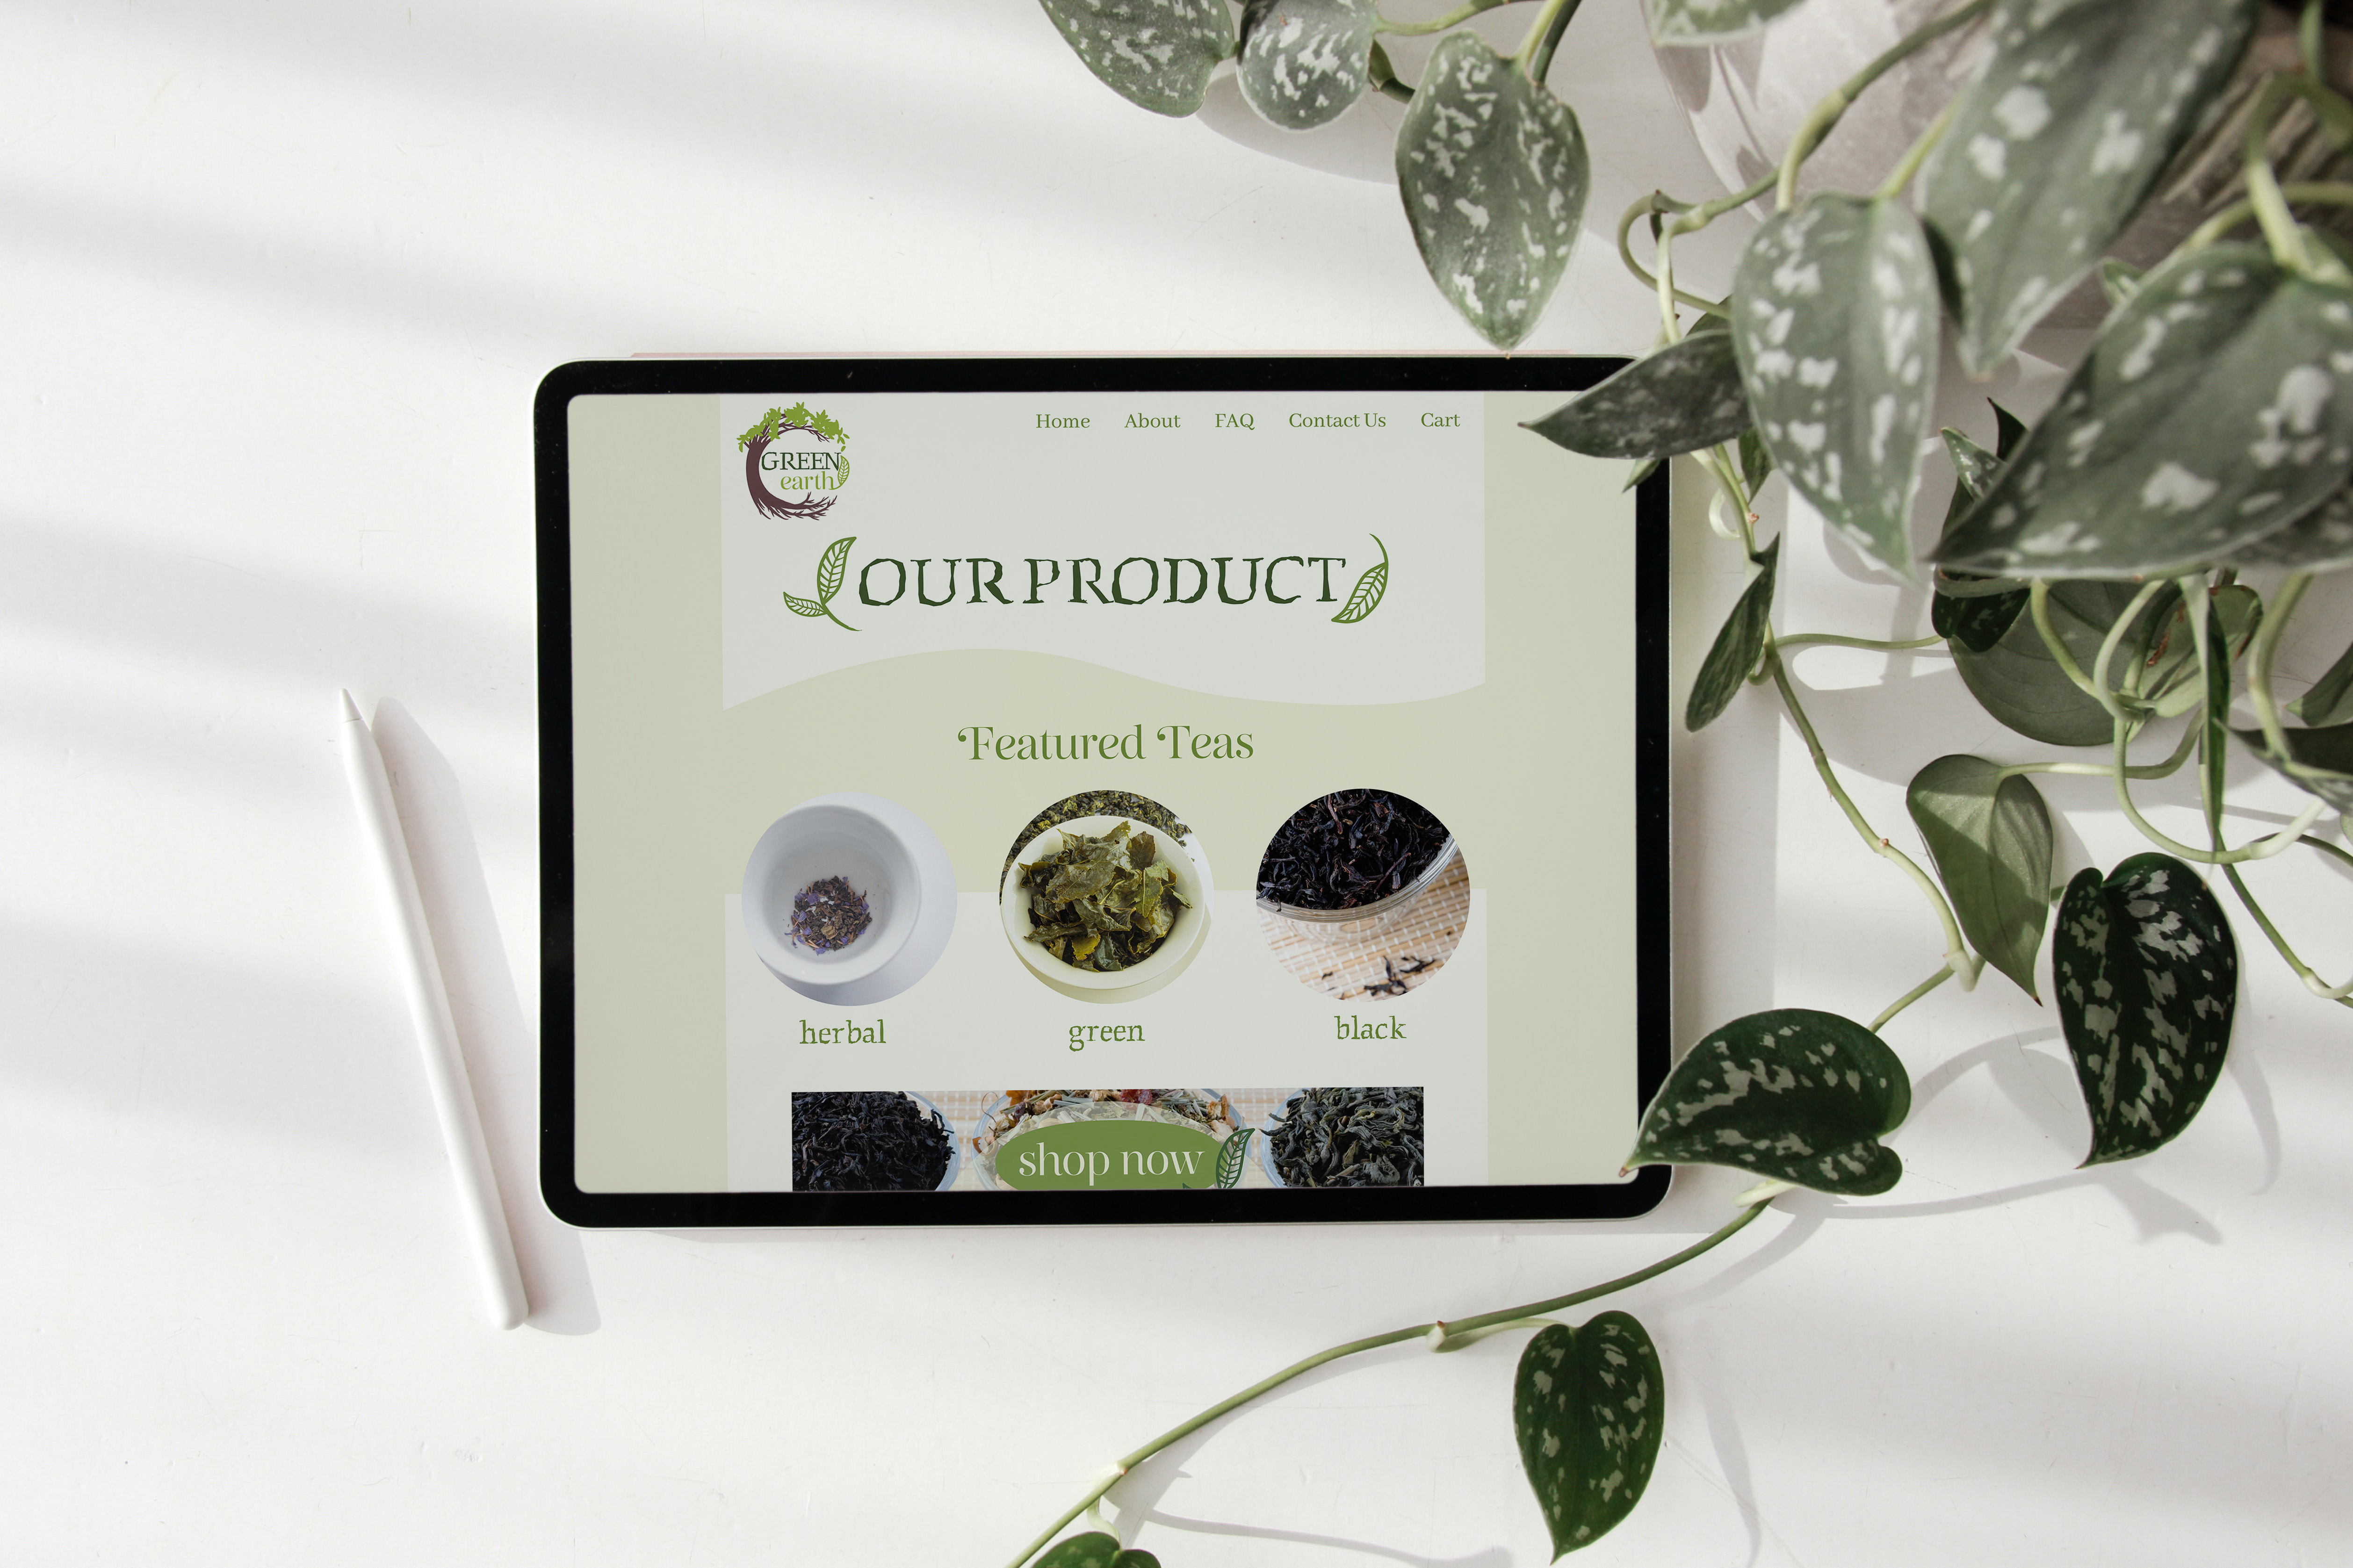 GREEN
earth
Home About FAQ Contact Us Cart
OUR PRODUCT
Featured Teas
herbal green black
shop now